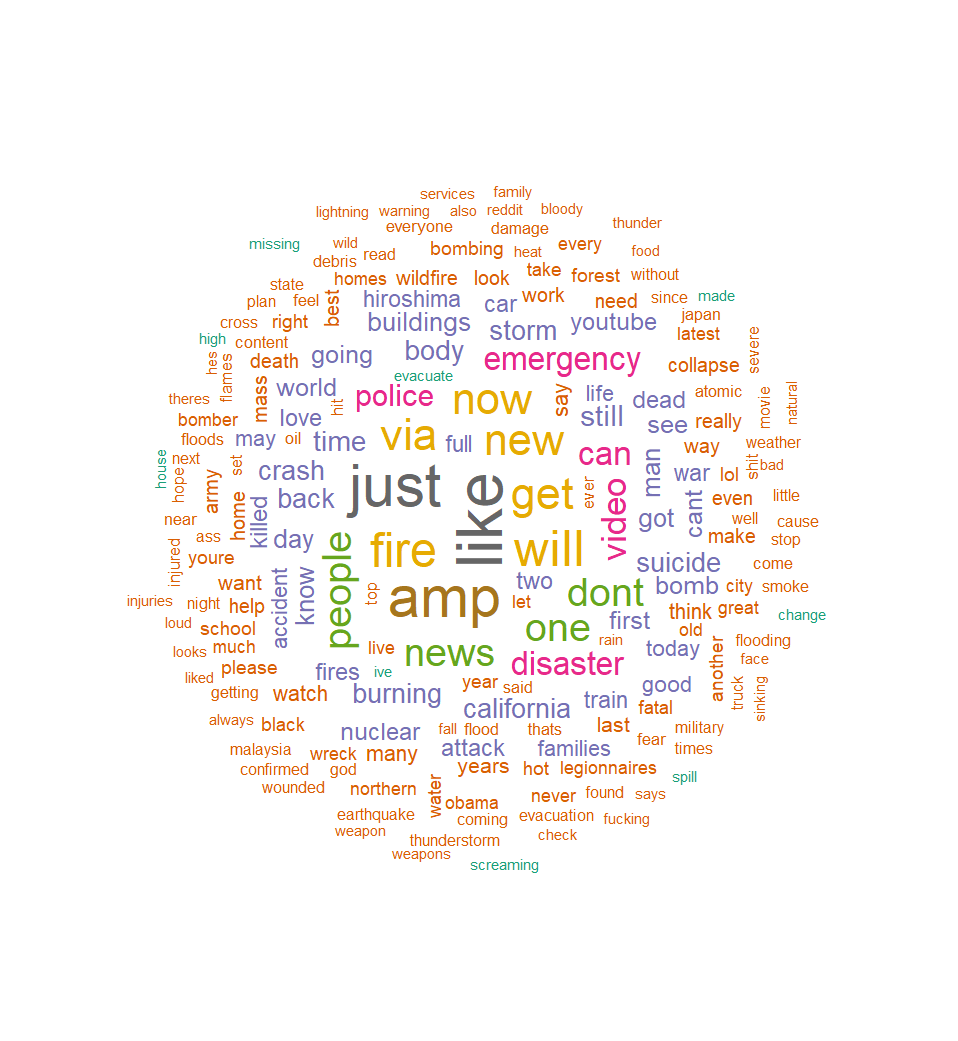 services family
lightning warning also reddit bloody
everyone damage thunder
missing wild bombing heat every
debris read food
state homes wildfire look take forest without
plan feel best hiroshima car work need since made
cross right buildings storm youtube japan
high content latest
hes flames death going body emergency collapse severe
evacuate
theres mass world police now say life dead atomic movie natural
bomber love hit via full new still see really
floods may oil time can way weather
next crash just like get man war lol shit bad
house hope set back ever video got cant even little
army
near home killed day fire will well cause
ass make stop
injured youre people amp two dont suicide come
want accident know top bomb city smoke
injuries night help let one first think great change
loud school news rain old flooding
looks much live disaster today another face
liked please fires ive year said good truck sinking
getting watch burning california train fatal
always black nuclear fall flood thats last military
malaysia wreck many attack families fear times
confirmed god years hot legionnaires spill
wounded northern water obama never found says
earthquake coming evacuation fucking
weapon thunderstorm check
weapons screaming